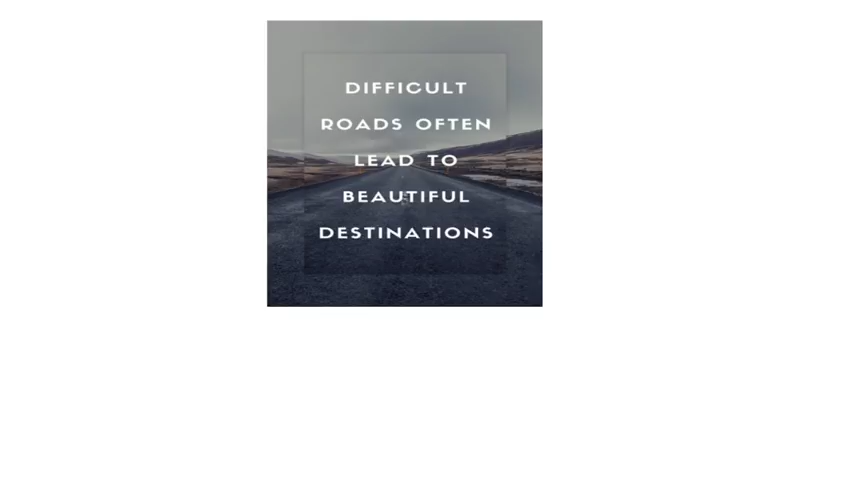 DIFFICULT
ROADS OFTEN
LEAD TO
BEAUTIFUL
DESTINATIONS